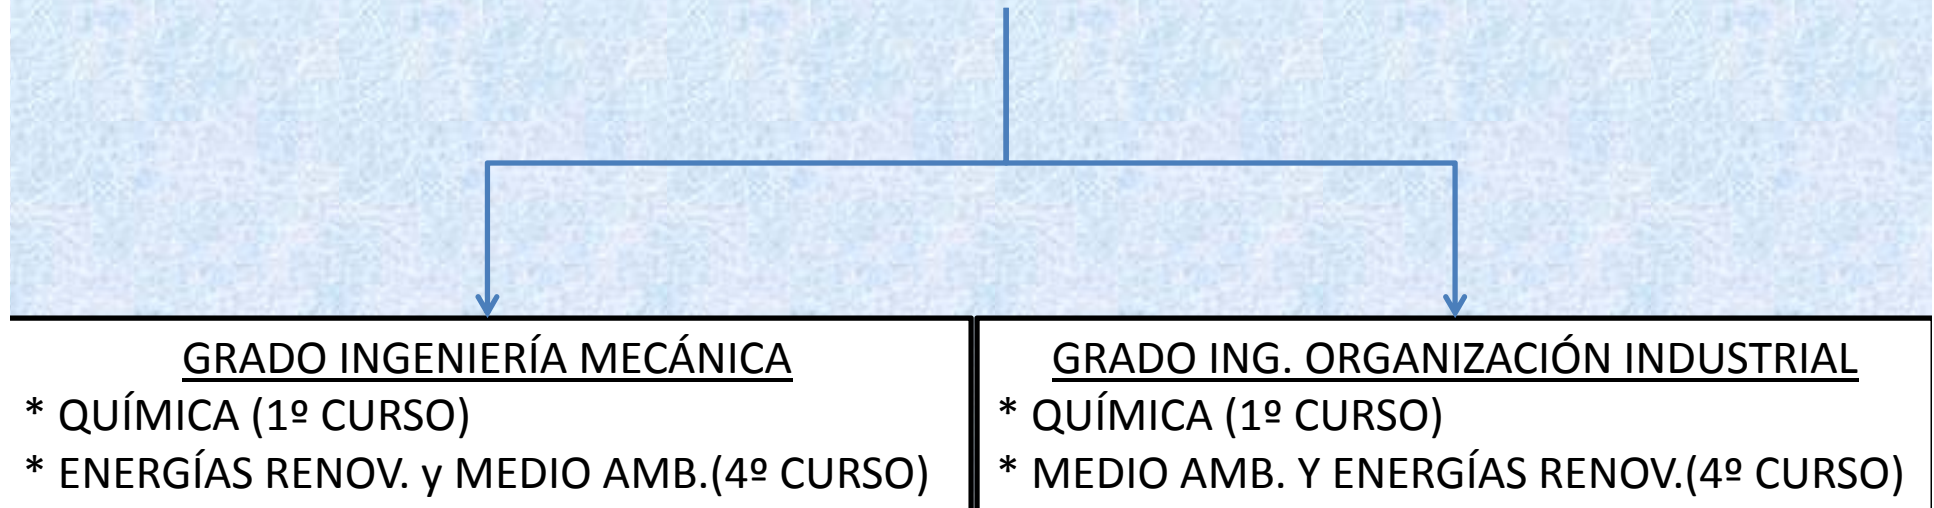 GRADO INGENIERÍA MECÁNICA
* QUÍMICA (1º CURSO)
* ENERGÍAS RENOV. y MEDIO AMB.(4º CURSO)
GRADO ING. ORGANIZACIÓN INDUSTRIAL
* QUÍMICA (1º CURSO)
* MEDIO AMB. Y ENERGÍAS RENOV.(4º CURSO)